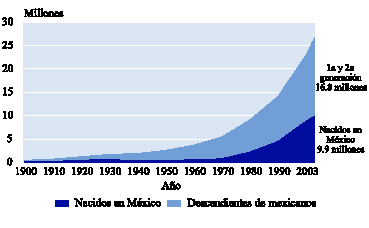 Millones
30
25
20
15
10
5
0
1a y 2a
generación
16.8 millones
Nacidos en
México
9.9 millones
1900 1910 1920 1930 1940 1950 1960 1970 1980 1990 2003
Año
Nacidos en México Descendientes de mexicanos